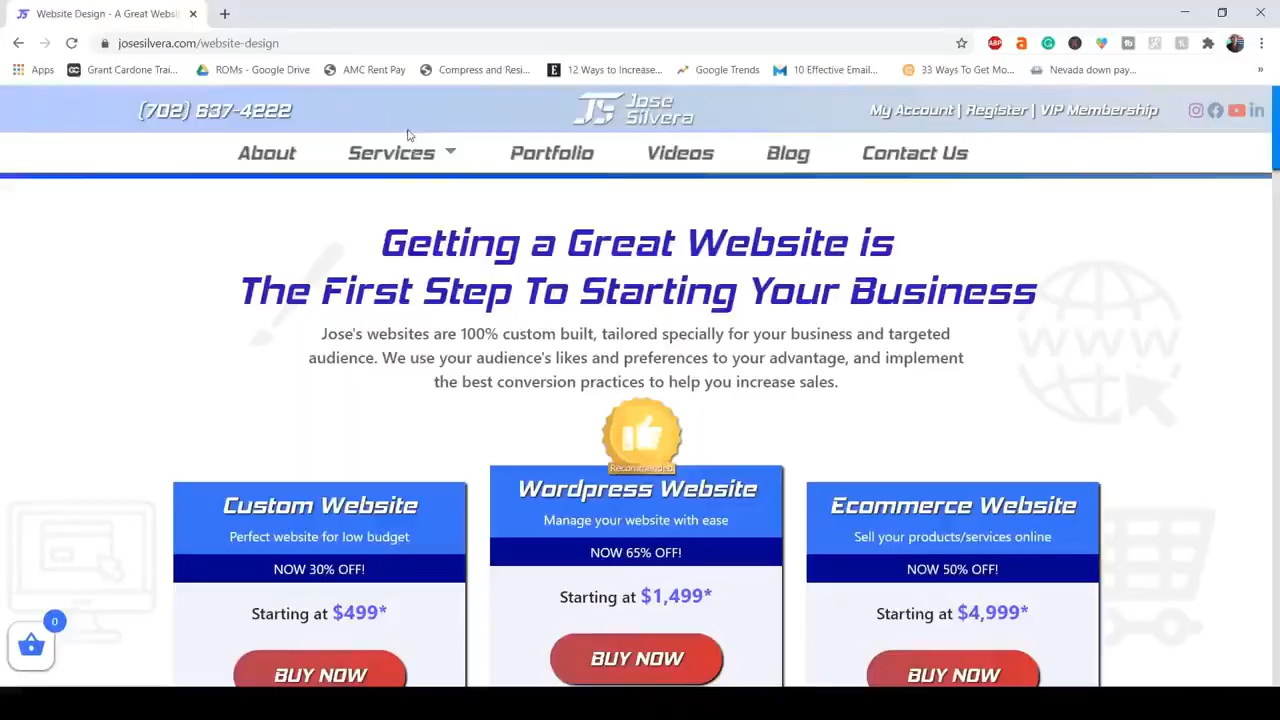 Website Design - A Great Websi
josesilvera.com/website-design
Apps
Grant Cardone Trai...
ROMs - Google Drive
AMC Rent Pay
Compress and Resi...
12 Ways to Increase...
Google Trends
10 Effective Email...
33 Ways To Get Mo...
Nevada down pay...
(702) 637-4222
JS Jose
Silvera
My Account | Register | VIP Membership
About
Services
Portfolio
Videos
Blog
Contact Us
Getting a Great Website is
The First Step To Starting Your Business
Jose's websites are 100% custom built, tailored specially for your business and targeted
audience. We use your audience's likes and preferences to your advantage, and implement
the best conversion practices to help you increase sales.
WWW
Recommended
Custom Website
Perfect website for low budget
NOW 30% OFF!
Starting at $499*
BUY NOW
Wordpress Website
Manage your website with ease
NOW 65% OFF!
Starting at $1,499*
BUY NOW
Ecommerce Website
Sell your products/services online
NOW 50% OFF!
Starting at $4,999*
BUY NOW
0